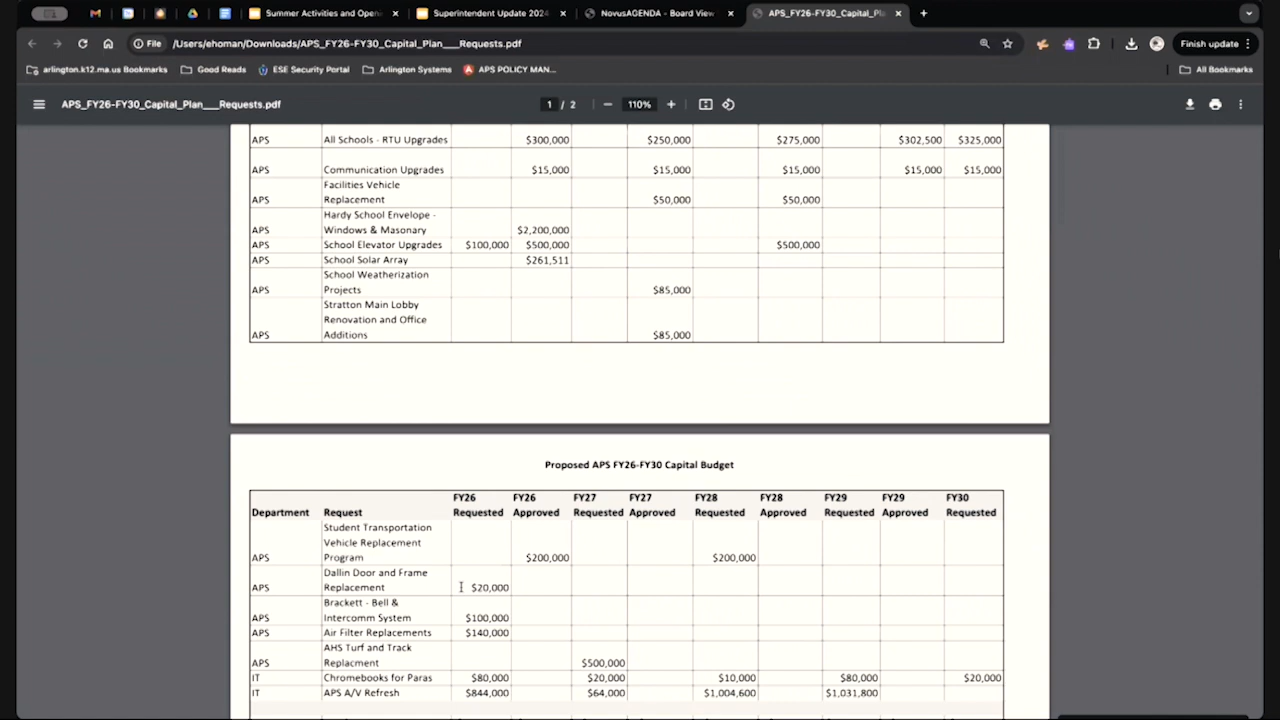 Summer Activities and Open
Superintendent Update 2024
NovusAGENDA - Board View
APS_FY26-FY30_Capital_Pl
File
/Users/ehoman/Downloads/APS_FY26-FY30_Capital_Plan___Requests.pdf
Finish update
arlington.k12.ma.us Bookmarks
Good Reads
ESE Security Portal
Arlington Systems
APS POLICY MAN...
All Bookmarks
APS_FY26-FY30_Capital_Plan___Requests.pdf
1 / 2
110%
APS All Schools - RTU Upgrades $300,000 $250,000 $275,000 $302,500 $325,000
APS Communication Upgrades $15,000 $15,000 $15,000 $15,000 $15,000
Facilities Vehicle
APS Replacement $50,000 $50,000
Hardy School Envelope -
APS Windows & Masonary $2,200,000
APS School Elevator Upgrades $100,000 $500,000 $500,000
APS School Solar Array $261,511
School Weatherization
APS Projects $85,000
Stratton Main Lobby
Renovation and Office
APS Additions $85,000
Proposed APS FY26-FY30 Capital Budget
FY26 FY26 FY27 FY27 FY28 FY28 FY29 FY29 FY30
Department Request Requested Approved Requested Approved Requested Approved Requested Approved Requested
Student Transportation
Vehicle Replacement
APS Program $200,000 $200,000
Dallin Door and Frame
APS Replacement $20,000
Brackett - Bell &
APS Intercomm System $100,000
APS Air Filter Replacements $140,000
AHS Turf and Track
APS Replacment $500,000
IT Chromebooks for Paras $80,000 $20,000 $10,000 $80,000 $20,000
IT APS A/V Refresh $844,000 $64,000 $1,004,600 $1,031,800